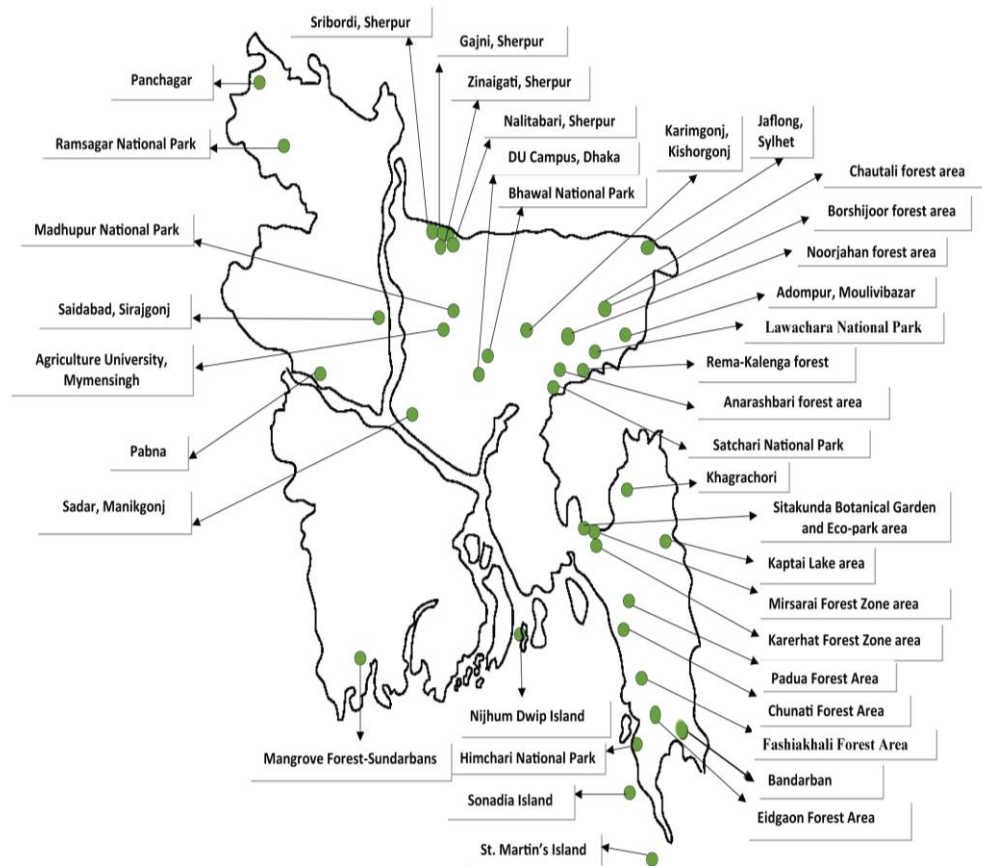 Sribordi, Sherpur
Gajni, Sherpur
Zinaigati, Sherpur
Nalitabari, Sherpur
DU Campus, Dhaka
Bhawal National Park
Karimgonj,
Kishorgonj
Jaflong,
Sylhet
Chautali forest area
Borshijoor forest area
Noorjahan forest area
Adompur, Moulivibazar
Lawachara National Park
Rema-Kalenga forest
Anarashbari forest area
Satchari National Park
Khagrachori
Sitakunda Botanical Garden
and Eco-park area
Kaptai Lake area
Mirsarai Forest Zone area
Karerhat Forest Zone area
Padua Forest Area
Chunati Forest Area
Fashiakhali Forest Area
Bandarban
Eidgaon Forest Area
Panchagar
Ramsagar National Park
Madhupur National Park
Saidabad, Sirajgonj
Agriculture University,
Mymensingh
Pabna
Sadar, Manikgonj
Mangrove Forest-Sundarbans
Nijhum Dwip Island
Himchari National Park
Sonadia Island
St. Martin's Island